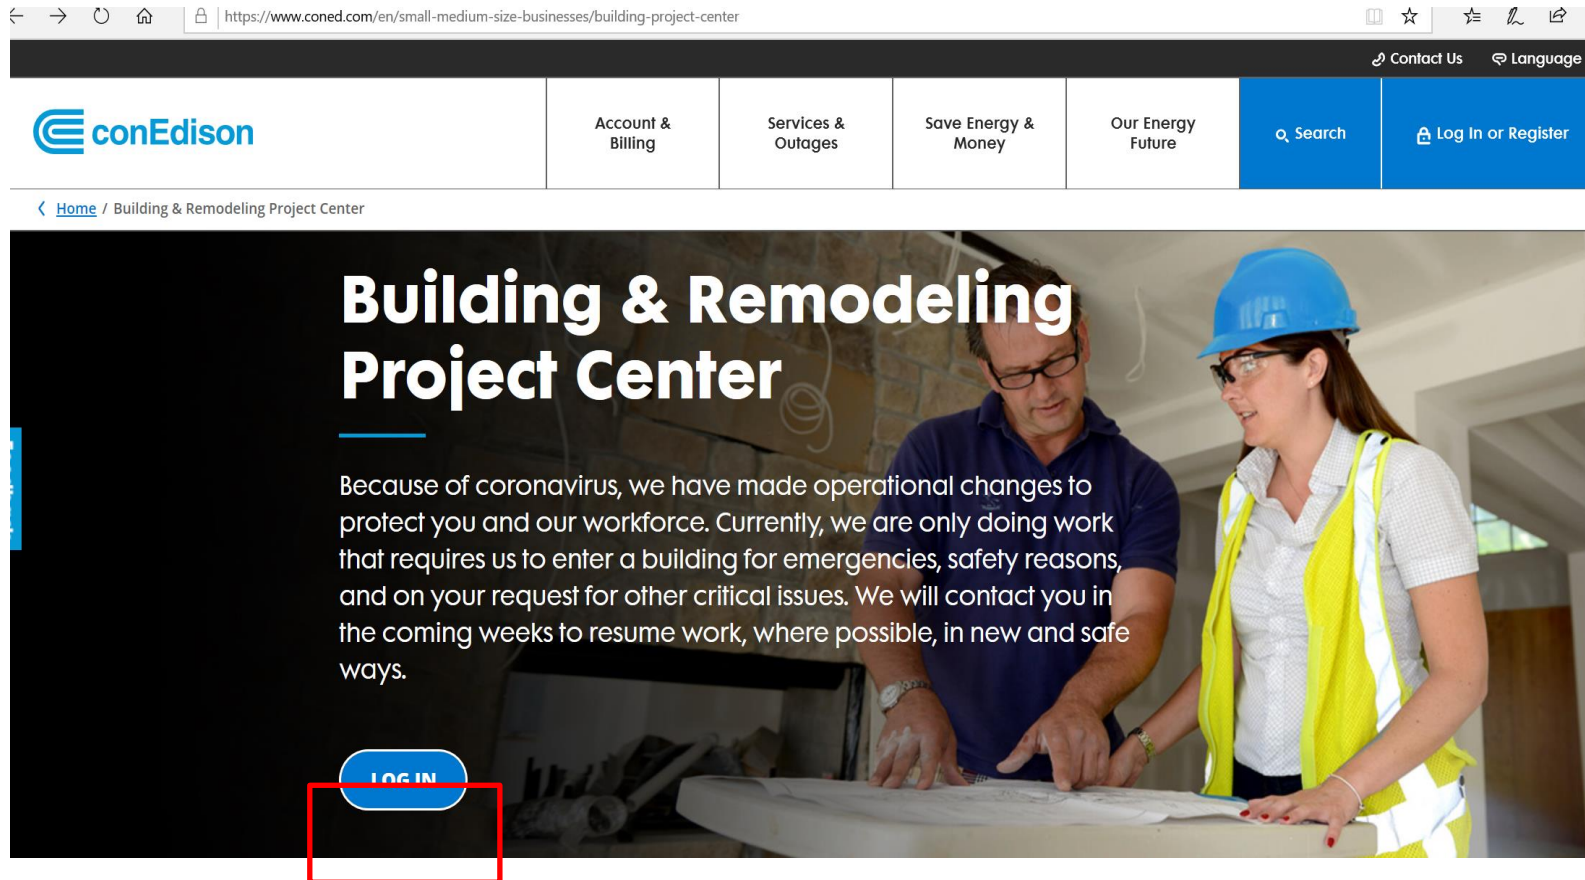 https://www.coned.com/en/small-medium-size-businesses/building-project-center
Contact Us Language
conEdison
Account &
Billing
Services &
Outages
Save Energy &
Money
Our Energy
Future
Search
Log In or Register
Home / Building & Remodeling Project Center
Building & Remodeling
Project Center
Because of coronavirus, we have made operational changes to
protect you and our workforce. Currently, we are only doing work
that requires us to enter a building for emergencies, safety reasons,
and on your request for other critical issues. We will contact you in
the coming weeks to resume work, where possible, in new and safe
ways.
LOG IN